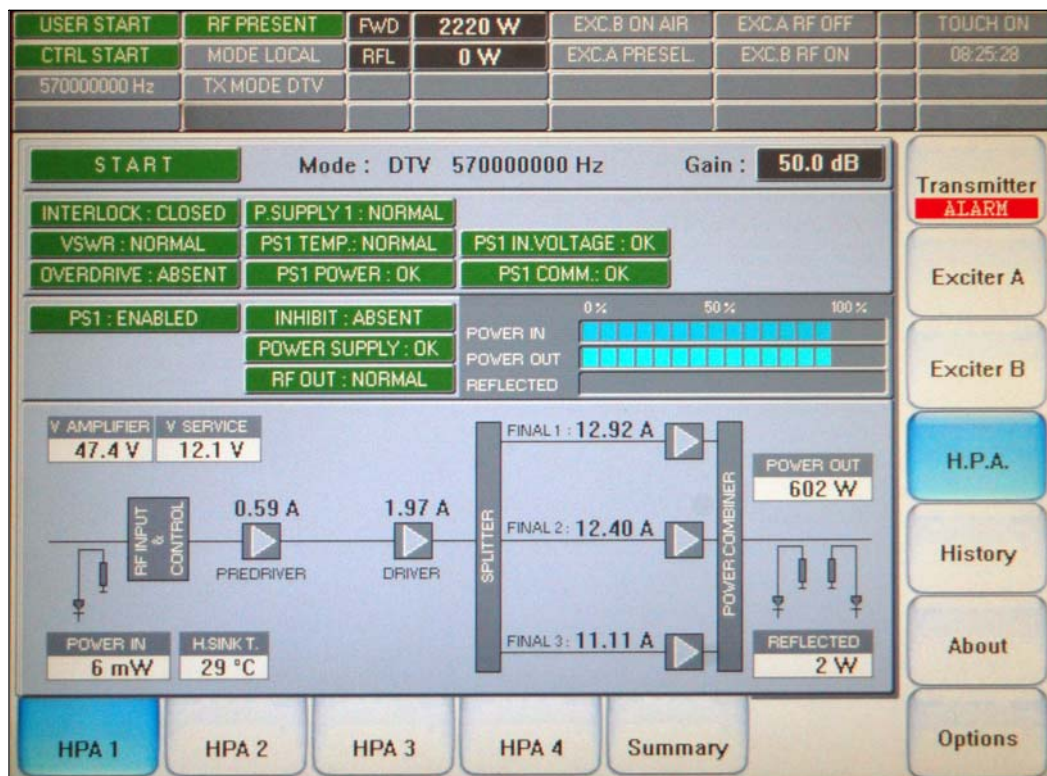 USER START RF PRESENT FWD 2220 W EXC.B ON AIR EXC.A RF OFF TOUCH ON
CTRL START MODE LOCAL RFL 0 W EXC.A PRESEL. EXC.B RF ON 08:25:28
570000000 Hz TX MODE DTV
START Mode : DTV 570000000 Hz Gain : 50.0 dB
Transmitter
ALARM
INTERLOCK : CLOSED P.SUPPLY 1 : NORMAL
VSWR : NORMAL PS1 TEMP.: NORMAL PS1 IN.VOLTAGE : OK
OVERDRIVE : ABSENT PS1 POWER : OK PS1 COMM.: OK
Exciter A
PS1 : ENABLED INHIBIT : ABSENT 0 % 50 % 100 %
POWER SUPPLY : OK POWER IN
POWER OUT
RF OUT : NORMAL REFLECTED
Exciter B
V AMPLIFIER V SERVICE
47.4 V 12.1 V
FINAL 1 : 12.92 A
H.P.A.
POWER OUT
602 W
RF INPUT
&
CONTROL
0.59 A 1.97 A
PREDRIVER DRIVER
SPLITTER
FINAL 2 : 12.40 A
POWER COMBINER
History
POWER IN H.SINK T.
6 mW 29 °C
FINAL 3 : 11.11 A
REFLECTED
2 W
About
HPA 1 HPA 2 HPA 3 HPA 4 Summary
Options